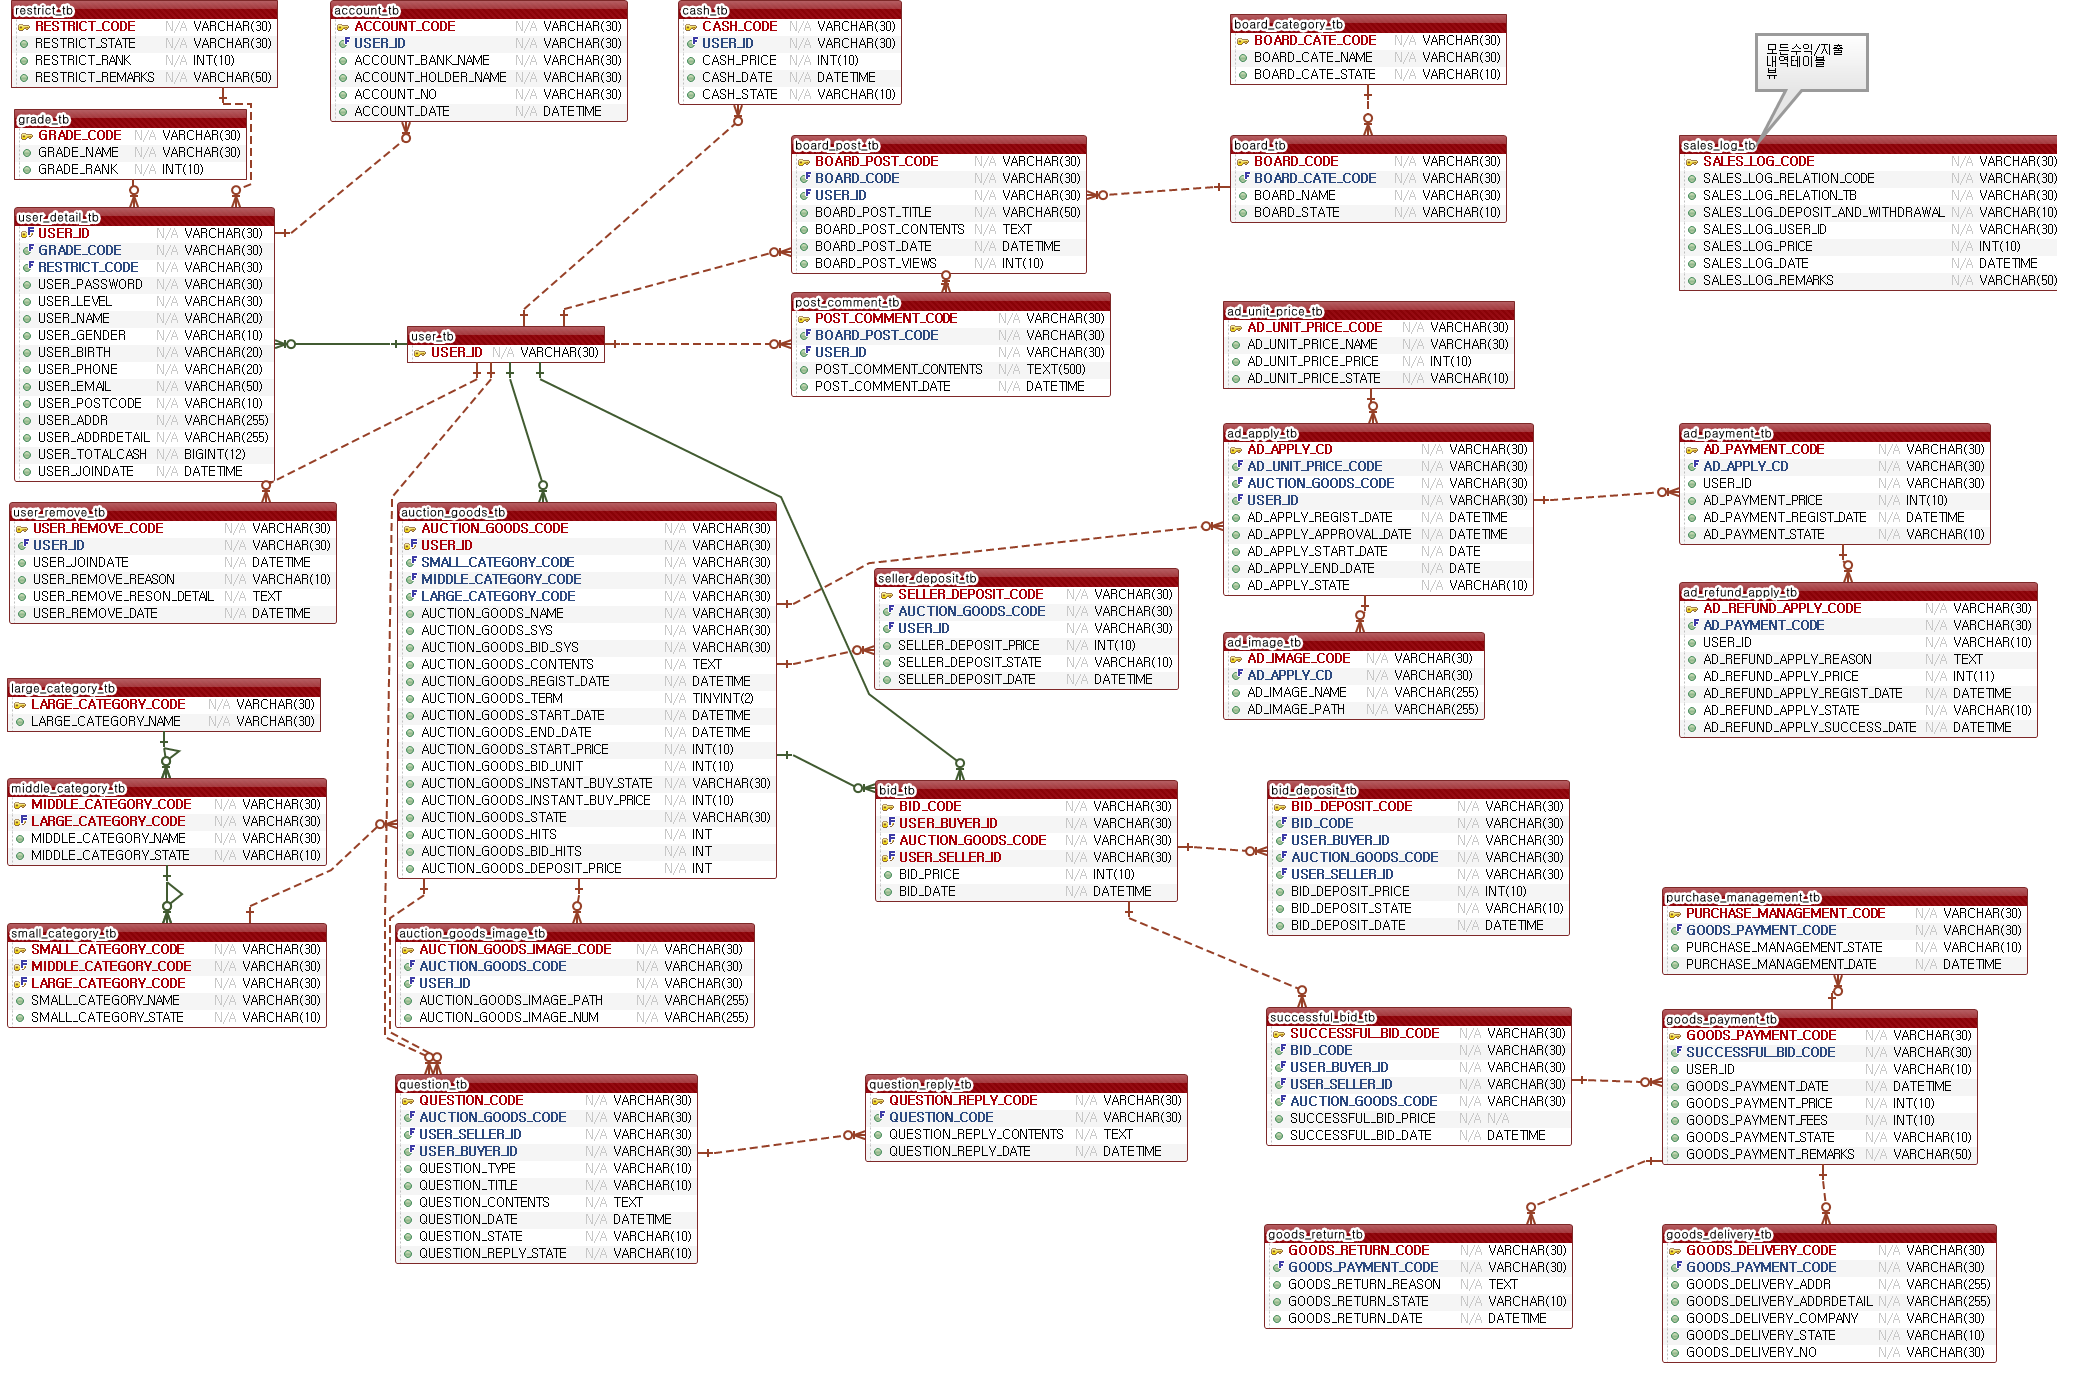 restrict_tb
RESTRICT_CODE N/A VARCHAR(30)
RESTRICT_STATE N/A VARCHAR(30)
RESTRICT_RANK N/A INT(10)
RESTRICT_REMARKS N/A VARCHAR(50)
account_tb
ACCOUNT_CODE N/A VARCHAR(30)
USER_ID N/A VARCHAR(30)
ACCOUNT_BANK_NAME N/A VARCHAR(30)
ACCOUNT_HOLDER_NAME N/A VARCHAR(30)
ACCOUNT_NO N/A VARCHAR(30)
ACCOUNT_DATE N/A DATETIME
cash_tb
CASH_CODE N/A VARCHAR(30)
USER_ID N/A VARCHAR(30)
CASH_PRICE N/A INT(10)
CASH_DATE N/A DATETIME
CASH_STATE N/A VARCHAR(10)
board_category_tb
BOARD_CATE_CODE N/A VARCHAR(30)
BOARD_CATE_NAME N/A VARCHAR(30)
BOARD_CATE_STATE N/A VARCHAR(10)
모든수익/지출
내역테이블
뷰
grade_tb
GRADE_CODE N/A VARCHAR(30)
GRADE_NAME N/A VARCHAR(30)
GRADE_RANK N/A INT(10)
board_post_tb
BOARD_POST_CODE N/A VARCHAR(30)
BOARD_CODE N/A VARCHAR(30)
USER_ID N/A VARCHAR(30)
BOARD_POST_TITLE N/A VARCHAR(50)
BOARD_POST_CONTENTS N/A TEXT
BOARD_POST_DATE N/A DATETIME
BOARD_POST_VIEWS N/A INT(10)
board_tb
BOARD_CODE N/A VARCHAR(30)
BOARD_CATE_CODE N/A VARCHAR(30)
BOARD_NAME N/A VARCHAR(30)
BOARD_STATE N/A VARCHAR(10)
sales_log_tb
SALES_LOG_CODE N/A VARCHAR(30)
SALES_LOG_RELATION_CODE N/A VARCHAR(30)
SALES_LOG_RELATION_TB N/A VARCHAR(30)
SALES_LOG_DEPOSIT_AND_WITHDRAWAL N/A VARCHAR(10)
SALES_LOG_USER_ID N/A VARCHAR(30)
SALES_LOG_PRICE N/A INT(10)
SALES_LOG_DATE N/A DATETIME
SALES_LOG_REMARKS N/A VARCHAR(50)
user_detail_tb
USER_ID N/A VARCHAR(30)
GRADE_CODE N/A VARCHAR(30)
RESTRICT_CODE N/A VARCHAR(30)
USER_PASSWORD N/A VARCHAR(30)
USER_LEVEL N/A VARCHAR(30)
USER_NAME N/A VARCHAR(20)
USER_GENDER N/A VARCHAR(10)
USER_BIRTH N/A VARCHAR(20)
USER_PHONE N/A VARCHAR(20)
USER_EMAIL N/A VARCHAR(50)
USER_POSTCODE N/A VARCHAR(10)
USER_ADDR N/A VARCHAR(255)
USER_ADDRDETAIL N/A VARCHAR(255)
USER_TOTALCASH N/A BIGINT(12)
USER_JOINDATE N/A DATETIME
user_tb
USER_ID N/A VARCHAR(30)
post_comment_tb
POST_COMMENT_CODE N/A VARCHAR(30)
BOARD_POST_CODE N/A VARCHAR(30)
USER_ID N/A VARCHAR(30)
POST_COMMENT_CONTENTS N/A TEXT(500)
POST_COMMENT_DATE N/A DATETIME
ad_unit_price_tb
AD_UNIT_PRICE_CODE N/A VARCHAR(30)
AD_UNIT_PRICE_NAME N/A VARCHAR(30)
AD_UNIT_PRICE_PRICE N/A INT(10)
AD_UNIT_PRICE_STATE N/A VARCHAR(10)
ad_apply_tb
AD_APPLY_CD N/A VARCHAR(30)
AD_UNIT_PRICE_CODE N/A VARCHAR(30)
AUCTION_GOODS_CODE N/A VARCHAR(30)
USER_ID N/A VARCHAR(30)
AD_APPLY_REGIST_DATE N/A DATETIME
AD_APPLY_APPROVAL_DATE N/A DATETIME
AD_APPLY_START_DATE N/A DATE
AD_APPLY_END_DATE N/A DATE
AD_APPLY_STATE N/A VARCHAR(10)
ad_payment_tb
AD_PAYMENT_CODE N/A VARCHAR(30)
AD_APPLY_CD N/A VARCHAR(30)
USER_ID N/A VARCHAR(30)
AD_PAYMENT_PRICE N/A INT(10)
AD_PAYMENT_REGIST_DATE N/A DATETIME
AD_PAYMENT_STATE N/A VARCHAR(10)
user_remove_tb
USER_REMOVE_CODE N/A VARCHAR(30)
USER_ID N/A VARCHAR(30)
USER_JOINDATE N/A DATETIME
USER_REMOVE_REASON N/A VARCHAR(10)
USER_REMOVE_RESON_DETAIL N/A TEXT
USER_REMOVE_DATE N/A DATETIME
auction_goods_tb
AUCTION_GOODS_CODE N/A VARCHAR(30)
USER_ID N/A VARCHAR(30)
SMALL_CATEGORY_CODE N/A VARCHAR(30)
MIDDLE_CATEGORY_CODE N/A VARCHAR(30)
LARGE_CATEGORY_CODE N/A VARCHAR(30)
AUCTION_GOODS_NAME N/A VARCHAR(30)
AUCTION_GOODS_SYS N/A VARCHAR(30)
AUCTION_GOODS_BID_SYS N/A VARCHAR(30)
AUCTION_GOODS_CONTENTS N/A TEXT
AUCTION_GOODS_REGIST_DATE N/A DATETIME
AUCTION_GOODS_TERM N/A TINYINT(2)
AUCTION_GOODS_START_DATE N/A DATETIME
AUCTION_GOODS_END_DATE N/A DATETIME
AUCTION_GOODS_START_PRICE N/A INT(10)
AUCTION_GOODS_BID_UNIT N/A INT(10)
AUCTION_GOODS_INSTANT_BUY_STATE N/A VARCHAR(30)
AUCTION_GOODS_INSTANT_BUY_PRICE N/A INT(10)
AUCTION_GOODS_STATE N/A VARCHAR(30)
AUCTION_GOODS_HITS N/A INT
AUCTION_GOODS_BID_HITS N/A INT
AUCTION_GOODS_DEPOSIT_PRICE N/A INT
seller_deposit_tb
SELLER_DEPOSIT_CODE N/A VARCHAR(30)
AUCTION_GOODS_CODE N/A VARCHAR(30)
USER_ID N/A VARCHAR(30)
SELLER_DEPOSIT_PRICE N/A INT(10)
SELLER_DEPOSIT_STATE N/A VARCHAR(10)
SELLER_DEPOSIT_DATE N/A DATETIME
ad_image_tb
AD_IMAGE_CODE N/A VARCHAR(30)
AD_APPLY_CD N/A VARCHAR(30)
AD_IMAGE_NAME N/A VARCHAR(255)
AD_IMAGE_PATH N/A VARCHAR(255)
ad_refund_apply_tb
AD_REFUND_APPLY_CODE N/A VARCHAR(30)
AD_PAYMENT_CODE N/A VARCHAR(30)
USER_ID N/A VARCHAR(10)
AD_REFUND_APPLY_REASON N/A TEXT
AD_REFUND_APPLY_PRICE N/A INT(11)
AD_REFUND_APPLY_REGIST_DATE N/A DATETIME
AD_REFUND_APPLY_STATE N/A VARCHAR(10)
AD_REFUND_APPLY_SUCCESS_DATE N/A DATETIME
large_category_tb
LARGE_CATEGORY_CODE N/A VARCHAR(30)
LARGE_CATEGORY_NAME N/A VARCHAR(30)
middle_category_tb
MIDDLE_CATEGORY_CODE N/A VARCHAR(30)
LARGE_CATEGORY_CODE N/A VARCHAR(30)
MIDDLE_CATEGORY_NAME N/A VARCHAR(30)
MIDDLE_CATEGORY_STATE N/A VARCHAR(10)
small_category_tb
SMALL_CATEGORY_CODE N/A VARCHAR(30)
MIDDLE_CATEGORY_CODE N/A VARCHAR(30)
LARGE_CATEGORY_CODE N/A VARCHAR(30)
SMALL_CATEGORY_NAME N/A VARCHAR(30)
SMALL_CATEGORY_STATE N/A VARCHAR(10)
bid_tb
BID_CODE N/A VARCHAR(30)
USER_BUYER_ID N/A VARCHAR(30)
AUCTION_GOODS_CODE N/A VARCHAR(30)
USER_SELLER_ID N/A VARCHAR(30)
BID_PRICE N/A INT(10)
BID_DATE N/A DATETIME
bid_deposit_tb
BID_DEPOSIT_CODE N/A VARCHAR(30)
BID_CODE N/A VARCHAR(30)
USER_BUYER_ID N/A VARCHAR(30)
AUCTION_GOODS_CODE N/A VARCHAR(30)
USER_SELLER_ID N/A VARCHAR(30)
BID_DEPOSIT_PRICE N/A INT(10)
BID_DEPOSIT_STATE N/A VARCHAR(10)
BID_DEPOSIT_DATE N/A DATETIME
purchase_management_tb
PURCHASE_MANAGEMENT_CODE N/A VARCHAR(30)
GOODS_PAYMENT_CODE N/A VARCHAR(30)
PURCHASE_MANAGEMENT_STATE N/A VARCHAR(10)
PURCHASE_MANAGEMENT_DATE N/A DATETIME
auction_goods_image_tb
AUCTION_GOODS_IMAGE_CODE N/A VARCHAR(30)
AUCTION_GOODS_CODE N/A VARCHAR(30)
USER_ID N/A VARCHAR(30)
AUCTION_GOODS_IMAGE_PATH N/A VARCHAR(255)
AUCTION_GOODS_IMAGE_NUM N/A VARCHAR(255)
successful_bid_tb
SUCCESSFUL_BID_CODE N/A VARCHAR(30)
BID_CODE N/A VARCHAR(30)
USER_BUYER_ID N/A VARCHAR(30)
USER_SELLER_ID N/A VARCHAR(30)
AUCTION_GOODS_CODE N/A VARCHAR(30)
SUCCESSFUL_BID_PRICE N/A N/A
SUCCESSFUL_BID_DATE N/A DATETIME
goods_payment_tb
GOODS_PAYMENT_CODE N/A VARCHAR(30)
SUCCESSFUL_BID_CODE N/A VARCHAR(30)
USER_ID N/A VARCHAR(10)
GOODS_PAYMENT_DATE N/A DATETIME
GOODS_PAYMENT_PRICE N/A INT(10)
GOODS_PAYMENT_FEES N/A INT(10)
GOODS_PAYMENT_STATE N/A VARCHAR(10)
GOODS_PAYMENT_REMARKS N/A VARCHAR(50)
question_tb
QUESTION_CODE N/A VARCHAR(30)
AUCTION_GOODS_CODE N/A VARCHAR(30)
USER_SELLER_ID N/A VARCHAR(30)
USER_BUYER_ID N/A VARCHAR(30)
QUESTION_TYPE N/A VARCHAR(10)
QUESTION_TITLE N/A VARCHAR(10)
QUESTION_CONTENTS N/A TEXT
QUESTION_DATE N/A DATETIME
QUESTION_STATE N/A VARCHAR(10)
QUESTION_REPLY_STATE N/A VARCHAR(10)
question_reply_tb
QUESTION_REPLY_CODE N/A VARCHAR(30)
QUESTION_CODE N/A VARCHAR(30)
QUESTION_REPLY_CONTENTS N/A TEXT
QUESTION_REPLY_DATE N/A DATETIME
goods_return_tb
GOODS_RETURN_CODE N/A VARCHAR(30)
GOODS_PAYMENT_CODE N/A VARCHAR(30)
GOODS_RETURN_REASON N/A TEXT
GOODS_RETURN_STATE N/A VARCHAR(10)
GOODS_RETURN_DATE N/A DATETIME
goods_delivery_tb
GOODS_DELIVERY_CODE N/A VARCHAR(30)
GOODS_PAYMENT_CODE N/A VARCHAR(30)
GOODS_DELIVERY_ADDR N/A VARCHAR(255)
GOODS_DELIVERY_ADDRDETAIL N/A VARCHAR(255)
GOODS_DELIVERY_COMPANY N/A VARCHAR(30)
GOODS_DELIVERY_STATE N/A VARCHAR(10)
GOODS_DELIVERY_NO N/A VARCHAR(30)